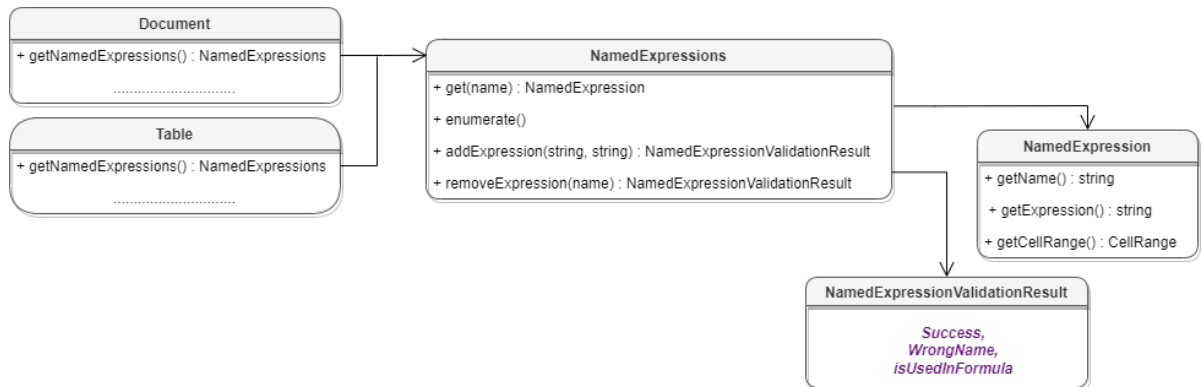 Document
+ getNamedExpressions() : NamedExpressions
..............................
Table
+ getNamedExpressions() : NamedExpressions
..............................
NamedExpressions
+ get(name) : NamedExpression
+ enumerate()
+ addExpression(string, string) : NamedExpressionValidationResult
+ removeExpression(name) : NamedExpressionValidationResult
NamedExpression
+ getName() : string
+ getExpression() : string
+ getCellRange() : CellRange
NamedExpressionValidationResult
Success,
WrongName,
isUsedInFormula